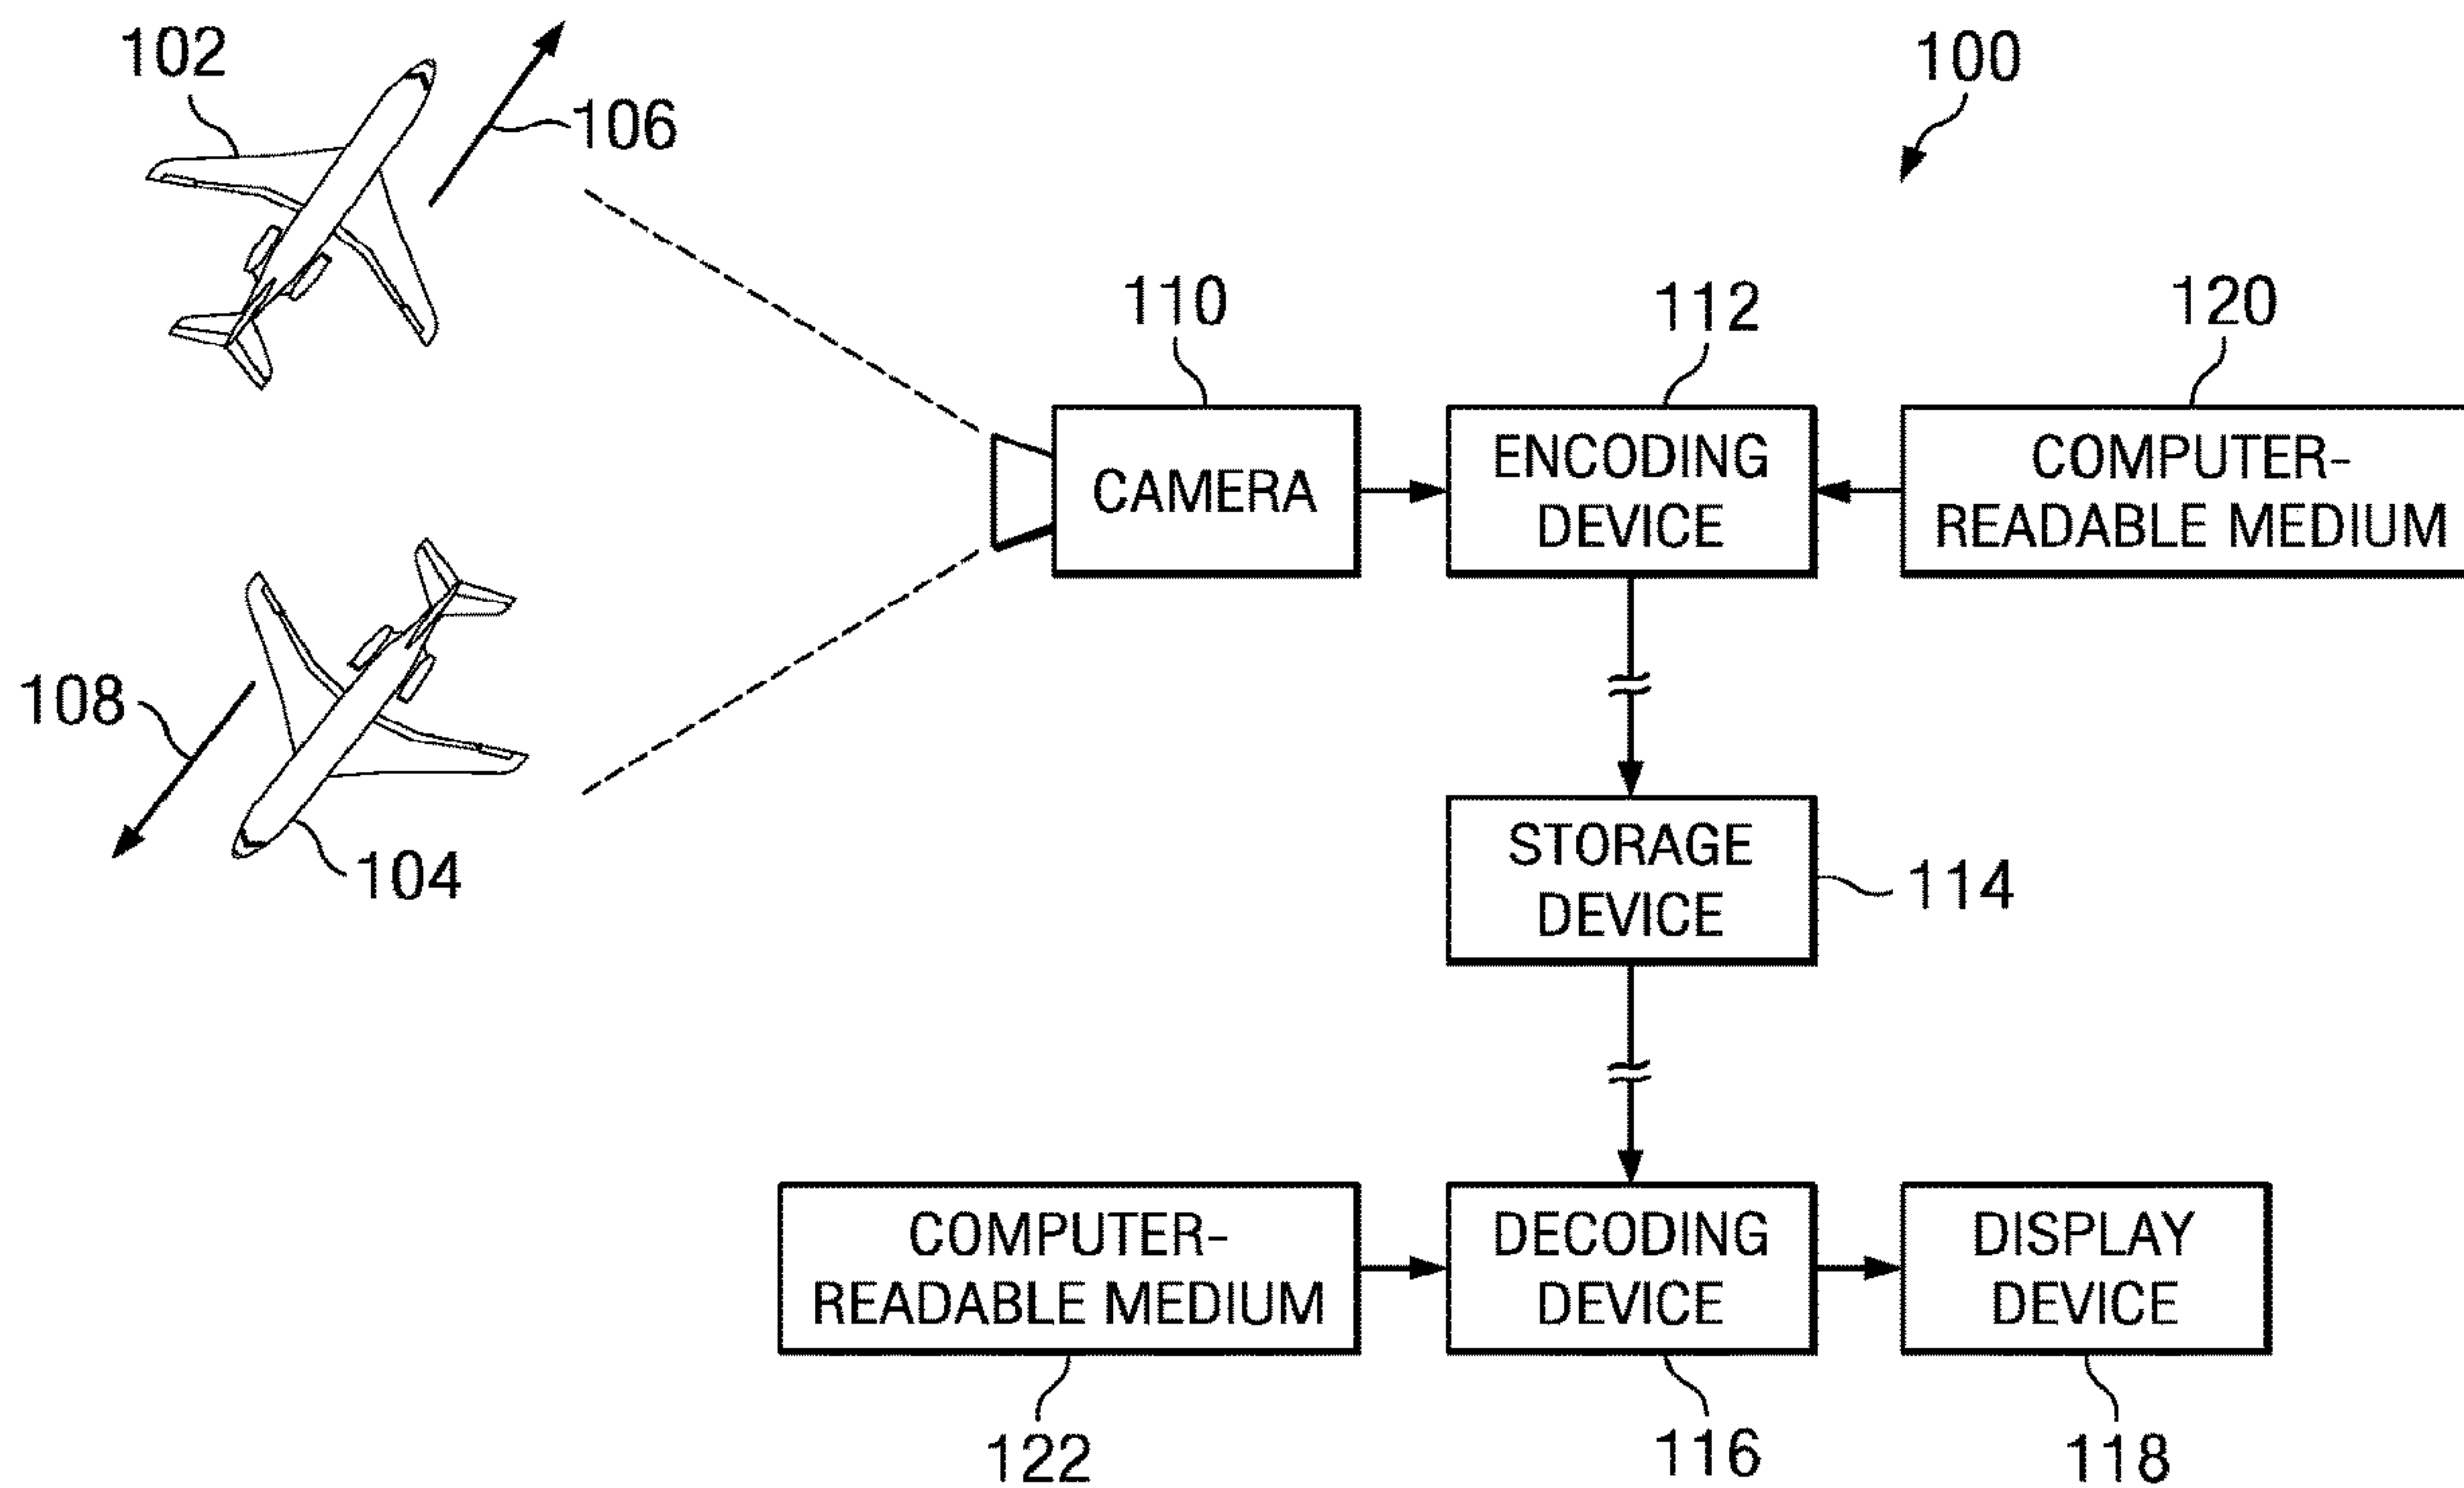 102
106
100
110
112
120
CAMERA
ENCODING
DEVICE
COMPUTER-
READABLE MEDIUM
108
104
STORAGE
DEVICE
114
COMPUTER-
READABLE MEDIUM
DECODING
DEVICE
DISPLAY
DEVICE
122
116
118